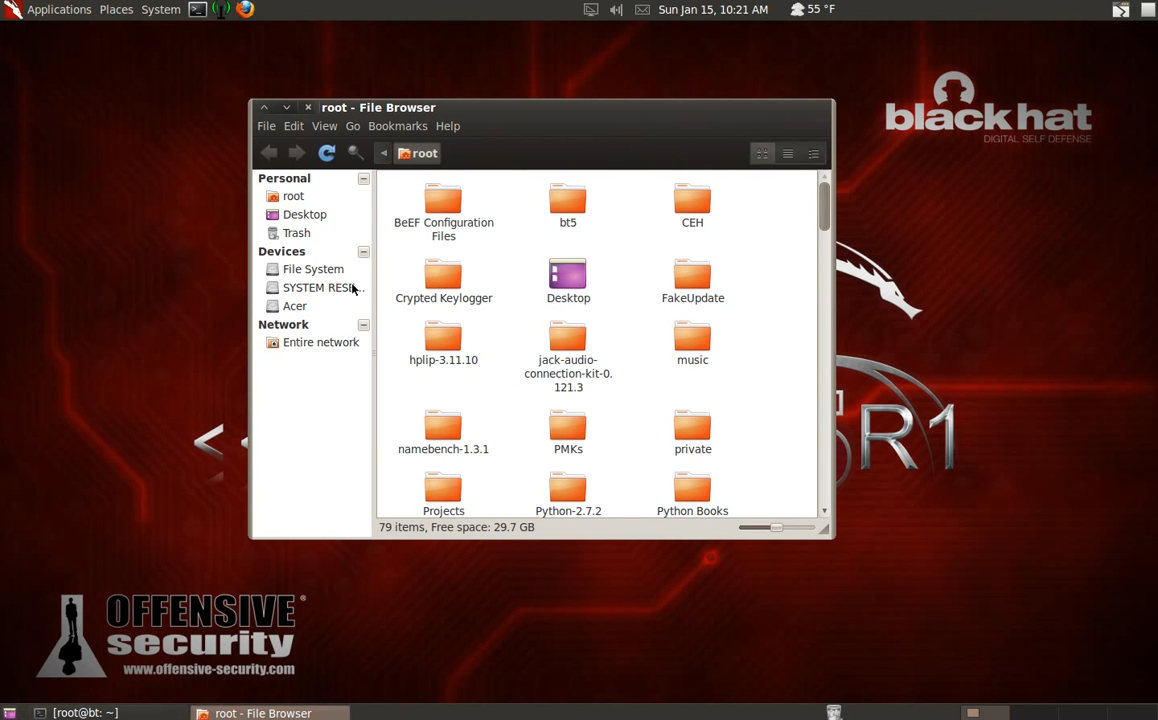 Applications Places System
Sun Jan 15, 10:21 AM
55 °F
root - File Browser
File Edit View Go Bookmarks Help
root
Personal
root
Desktop
Trash
Devices
File System
SYSTEM
Acer
Network
Entire network
BeEF Configuration
Files
bt5
CEH
Crypted Keylogger
Desktop
FakeUpdate
hplip-3.11.10
jack-audio-
connection-kit-0.
121.3
music
namebench-1.3.1
PMKs
private
Projects
Python-2.7.2
Python Books
79 items, Free space: 29.7 GB
blackhat
DIGITAL SELF DEFENSE
<<
R1
OFFENSIVE®
security
www.offensive-security.com
[root@bt: ~]
root - File Browser